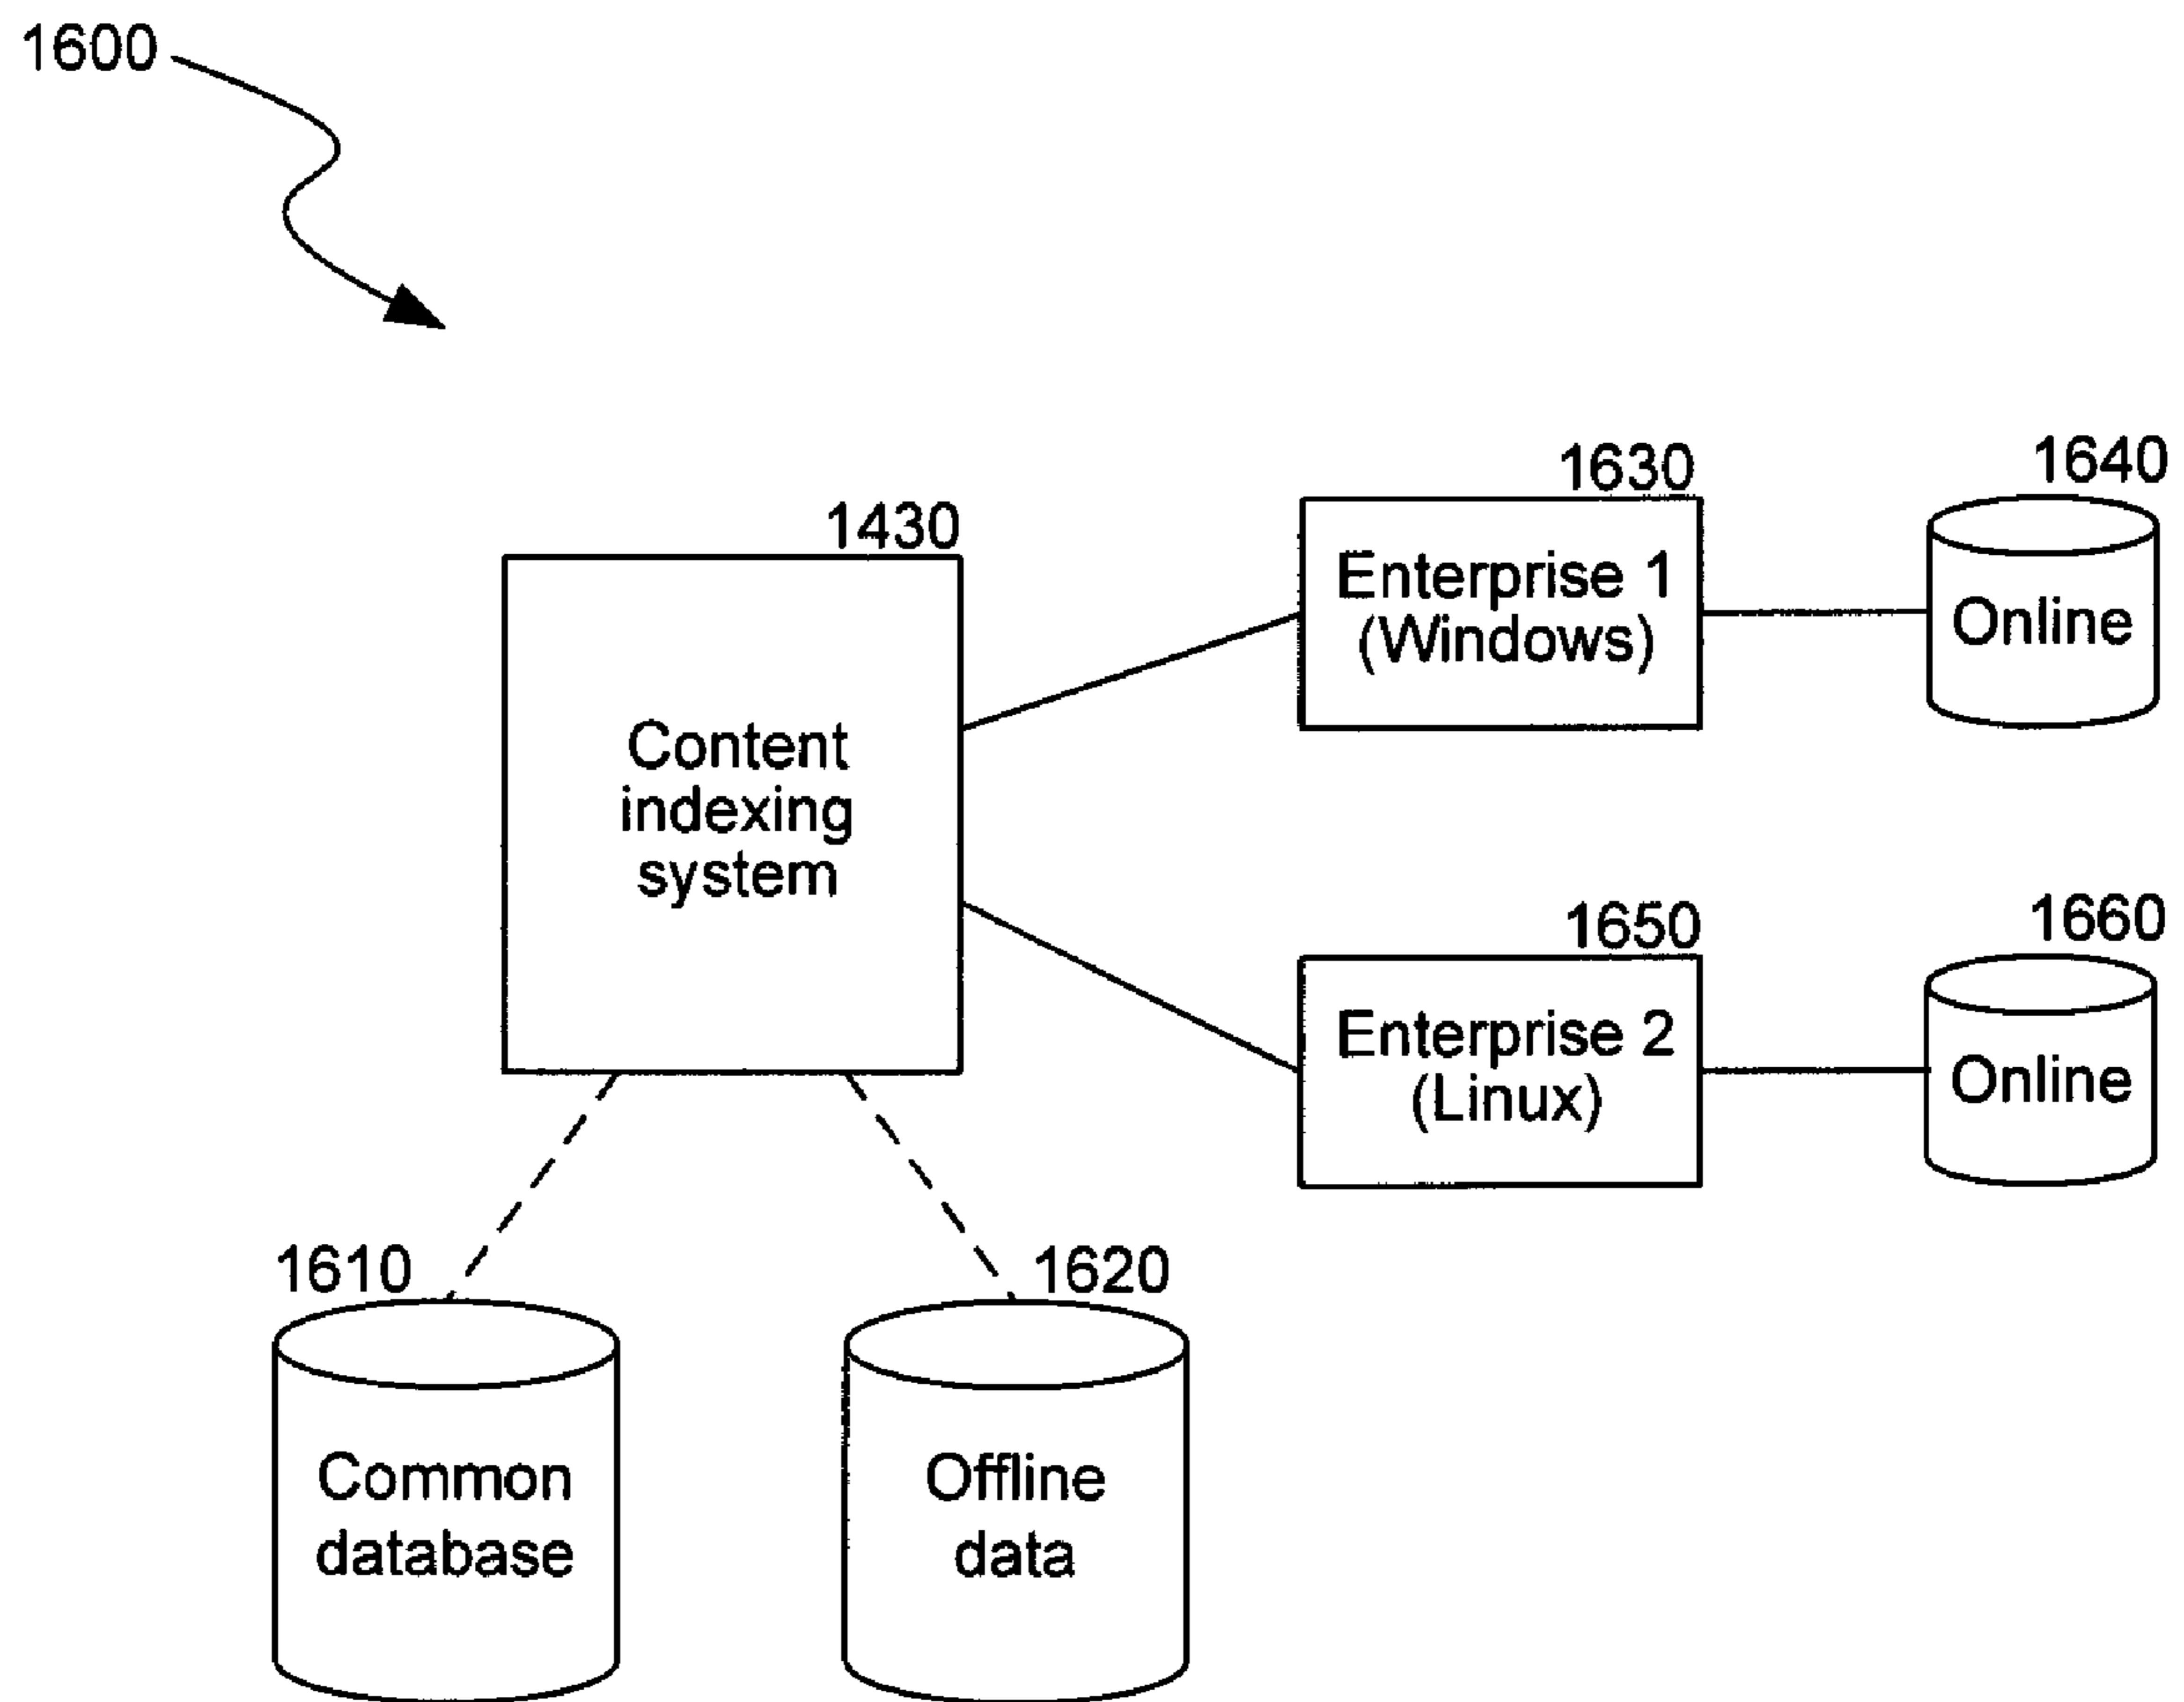 1600
1630
1640
1430
Enterprise 1
(Windows)
Online
Content
indexing
system
1650
1660
Enterprise 2
(Linux)
Online
1610
1620
Common
database
Offline
data